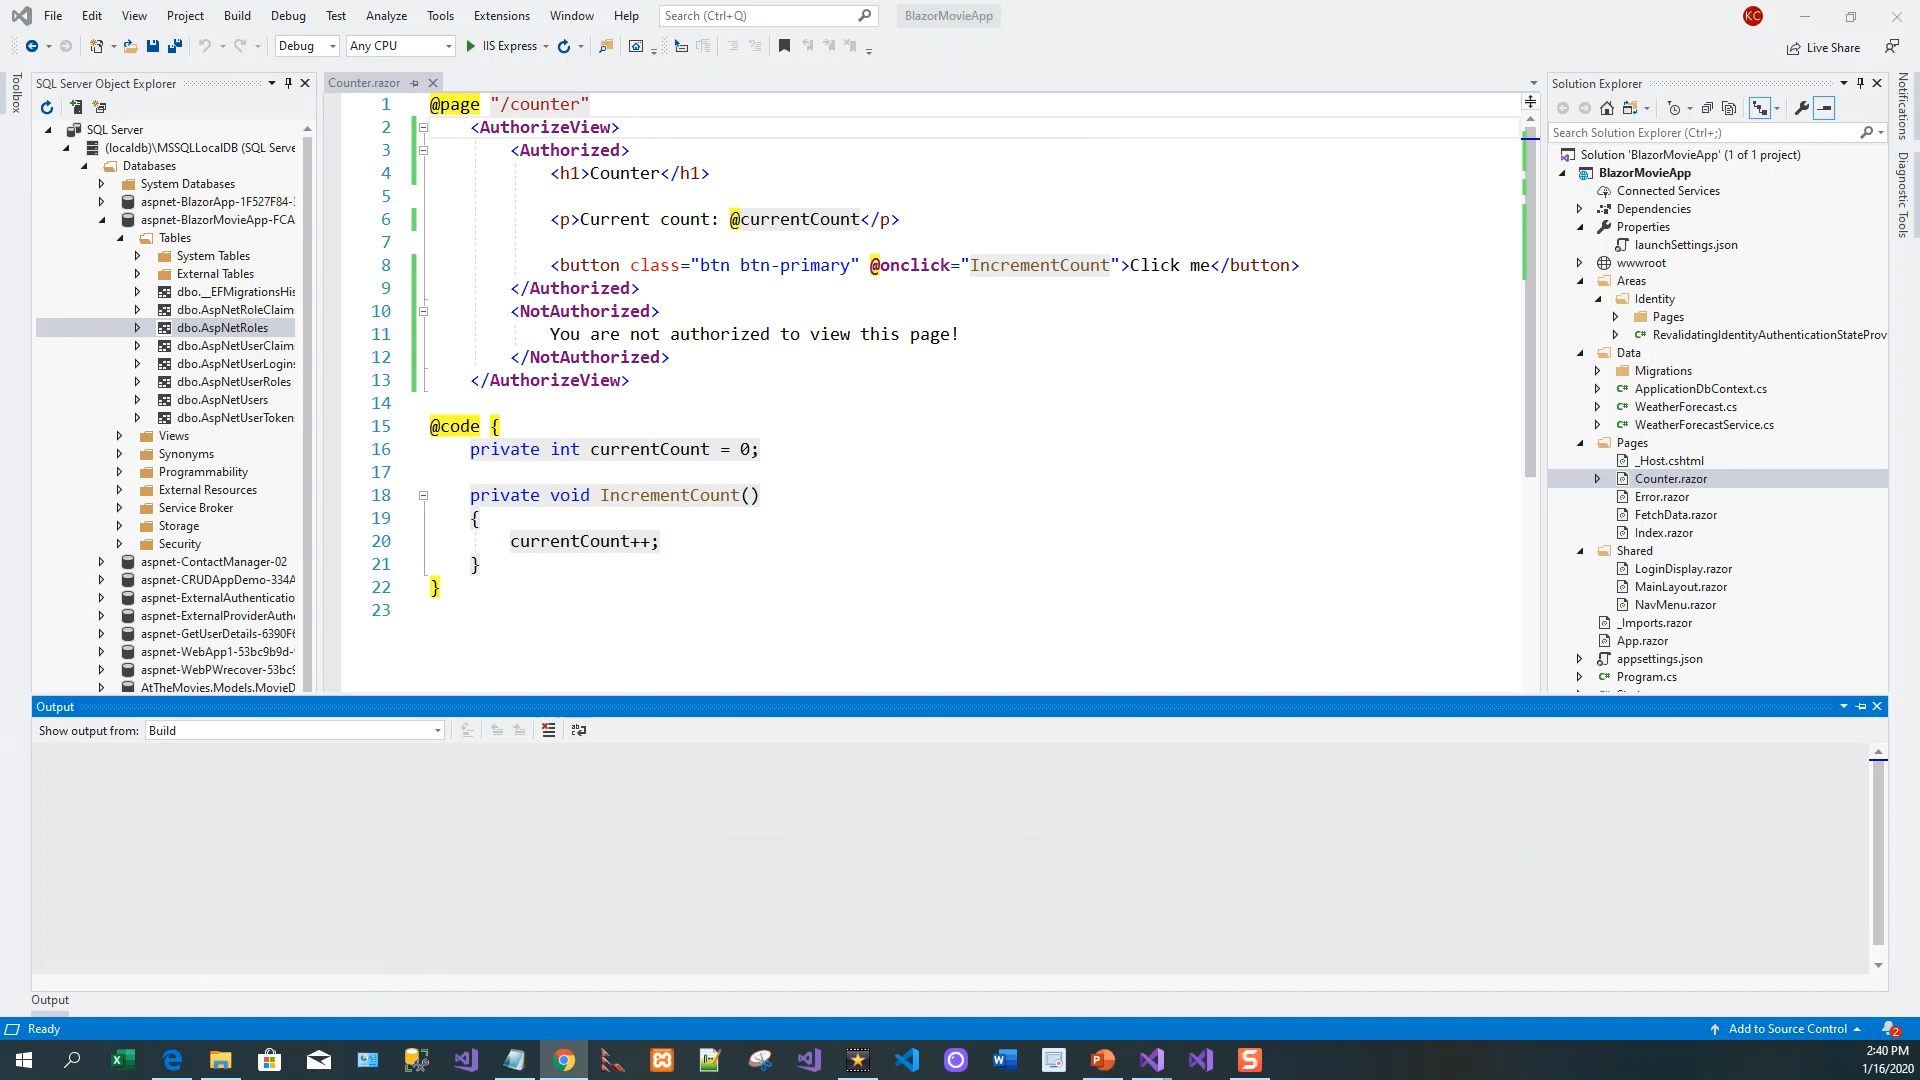 File Edit View Project Build Debug Test Analyze Tools Extensions Window Help Search (Ctrl+Q) BlazorMovieApp KC
Debug Any CPU IIS Express Live Share
Toolbox
SQL Server Object Explorer
SQL Server
(localdb)\MSSQLLocalDB (SQL Serve
Databases
System Databases
aspnet-BlazorApp-1F527F84-
aspnet-BlazorMovieApp-FCA
Tables
System Tables
External Tables
dbo.__EFMigrationsHis
dbo.AspNetRoleClaim
dbo.AspNetRoles
dbo.AspNetUserClaim
dbo.AspNetUserLogin
dbo.AspNetUserRoles
dbo.AspNetUsers
dbo.AspNetUserToken
Views
Synonyms
Programmability
External Resources
Service Broker
Storage
Security
aspnet-ContactManager-02
aspnet-CRUDAppDemo-334A
aspnet-ExternalAuthenticatio
aspnet-ExternalProviderAuth
aspnet-GetUserDetails-6390F6
aspnet-WebApp1-53bc9b9d-
aspnet-WebPWrecover-53bc9
AtTheMovies.Models.MovieD
Counter.razor
1 @page "/counter"
2 <AuthorizeView>
3 <Authorized>
4 <h1>Counter</h1>
5
6 <p>Current count: @currentCount</p>
7
8 <button class="btn btn-primary" @onclick="IncrementCount">Click me</button>
9 </Authorized>
10 <NotAuthorized>
11 You are not authorized to view this page!
12 </NotAuthorized>
13 </AuthorizeView>
14
15 @code {
16 private int currentCount = 0;
17
18 private void IncrementCount()
19 {
20 currentCount++;
21 }
22 }
23
Solution Explorer
Search Solution Explorer (Ctrl+;)
Solution 'BlazorMovieApp' (1 of 1 project)
BlazorMovieApp
Connected Services
Dependencies
Properties
launchSettings.json
wwwroot
Areas
Identity
Pages
RevalidatingIdentityAuthenticationStateProv
Data
Migrations
ApplicationDbContext.cs
WeatherForecast.cs
WeatherForecastService.cs
Pages
_Host.cshtml
Counter.razor
Error.razor
FetchData.razor
Index.razor
Shared
LoginDisplay.razor
MainLayout.razor
NavMenu.razor
_Imports.razor
App.razor
appsettings.json
Program.cs
Notifications
Diagnostic Tools
Output
Show output from: Build
Output
Ready Add to Source Control 2
2:40 PM
1/16/2020